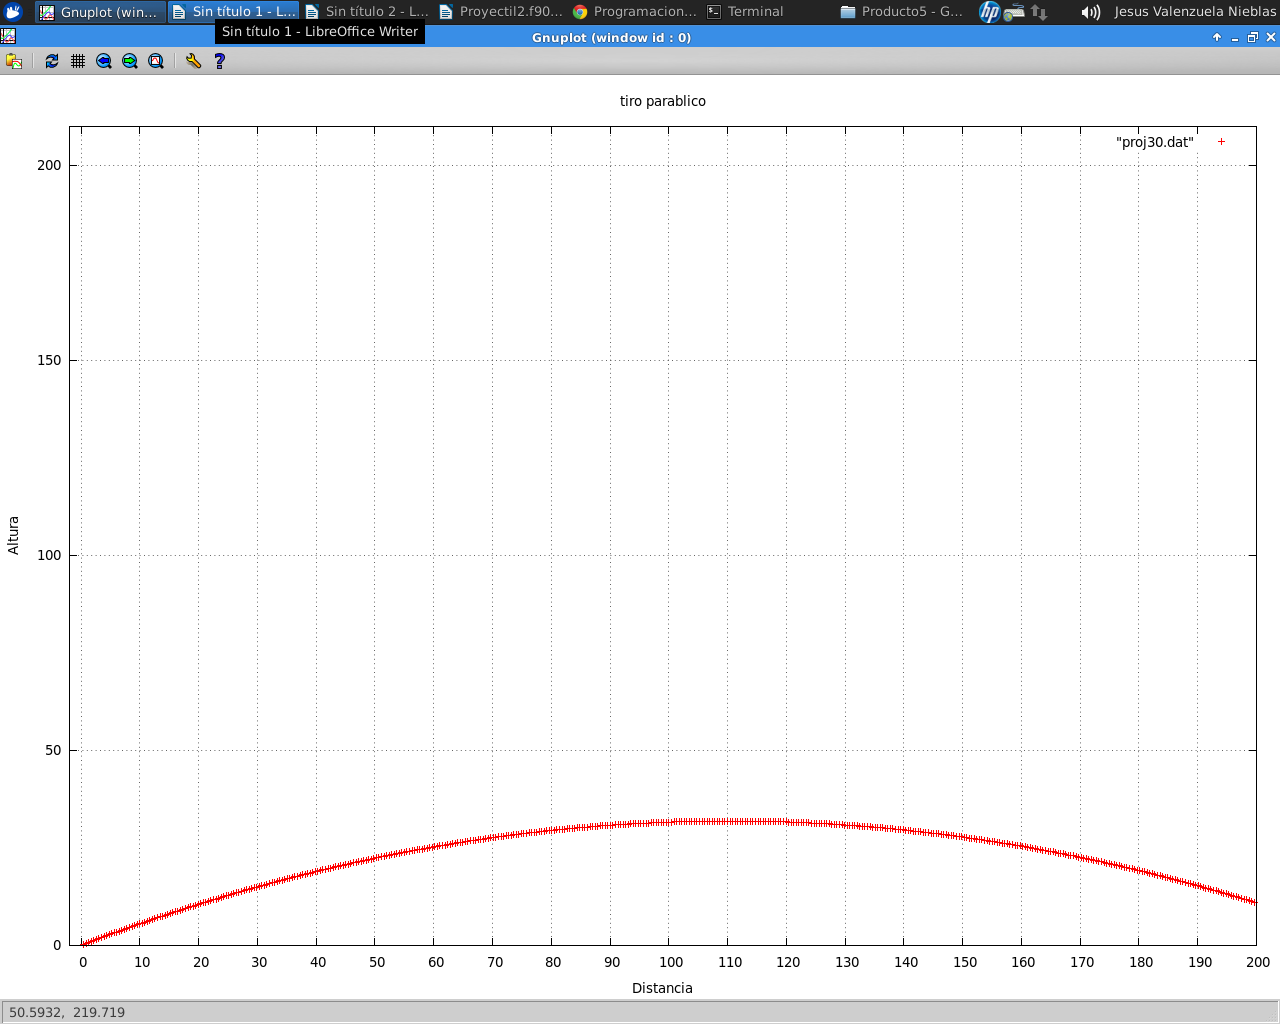 Gnuplot (win...
Sin título 1 - L...
Sin título 2 - L...
Proyectil2.f90...
Programacion...
Terminal
Producto5 - G...
hp
Jesus Valenzuela Nieblas
Sin título 1 - LibreOffice Writer
Gnuplot (window id : 0)
tiro parablico
"proj30.dat"
200
150
100
50
0
Altura
0 10 20 30 40 50 60 70 80 90 100 110 120 130 140 150 160 170 180 190 200
Distancia
50.5932, 219.719